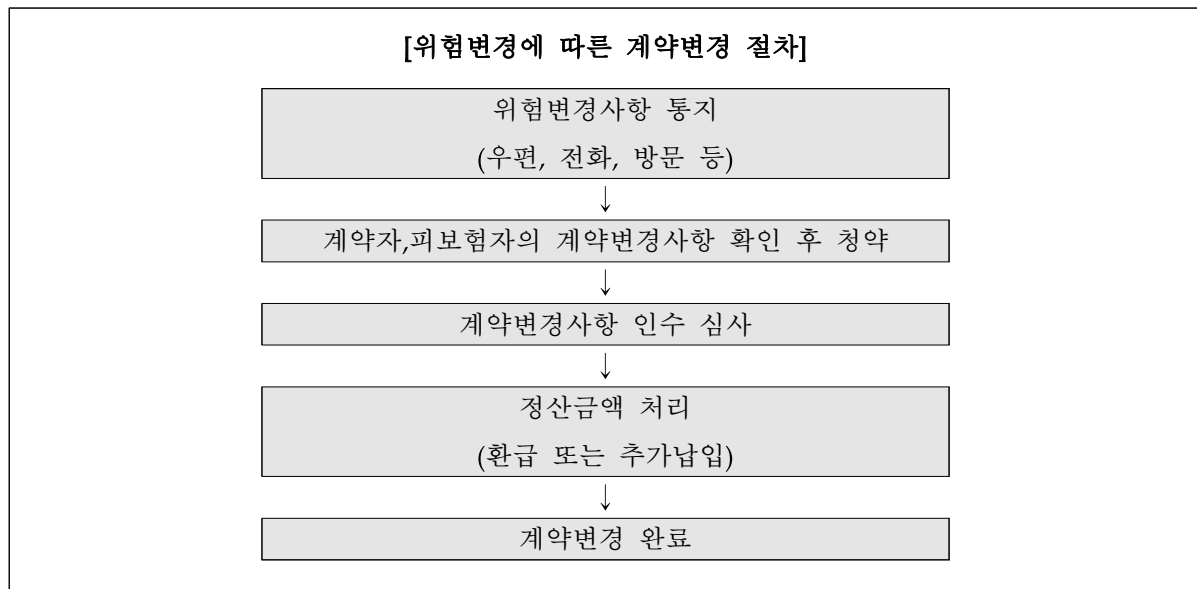 [위험변경에 따른 계약변경 절차]
위험변경사항 통지
(우편, 전화, 방문 등)
↓
계약자,피보험자의 계약변경사항 확인 후 청약
↓
계약변경사항 인수 심사
↓
정산금액 처리
(환급 또는 추가납입)
↓
계약변경 완료